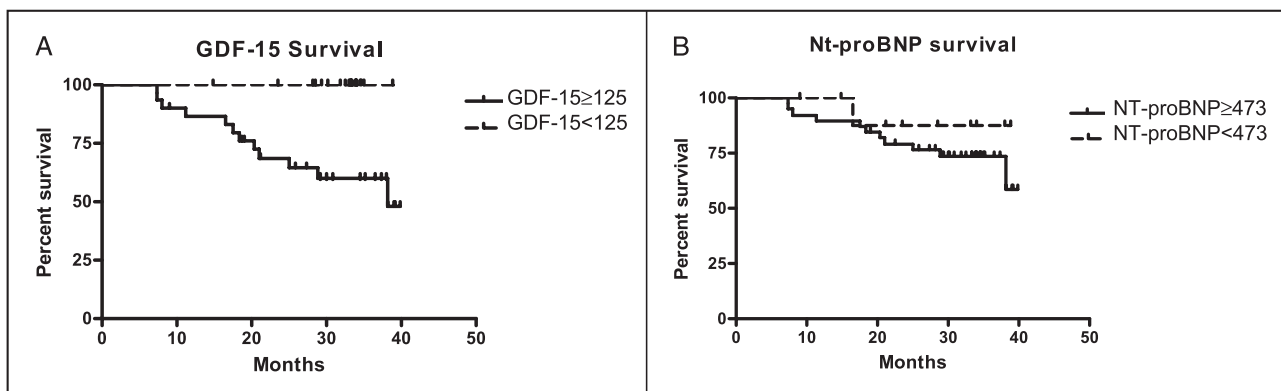 A
GDF-15 Survival
Percent survival
100
75
50
25
0
0 10 20 30 40 50
Months
GDF-15≥125
GDF-15<125
B
Nt-proBNP survival
Percent survival
100
75
50
25
0
0 10 20 30 40 50
Months
NT-proBNP≥473
NT-proBNP<473